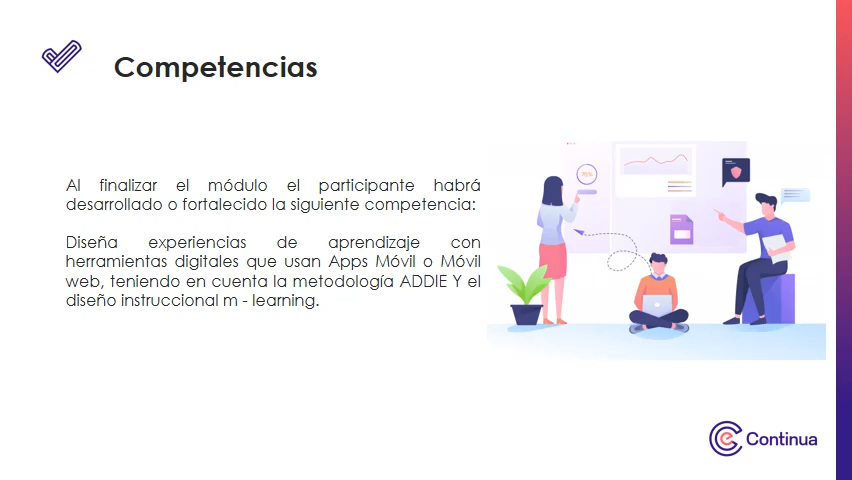 Competencias
Al finalizar el módulo el participante habrá
desarrollado o fortalecido la siguiente competencia:
Diseña experiencias de aprendizaje con
herramientas digitales que usan Apps Móvil o Móvil
web, teniendo en cuenta la metodología ADDIE Y el
diseño instruccional m - learning.
Continua